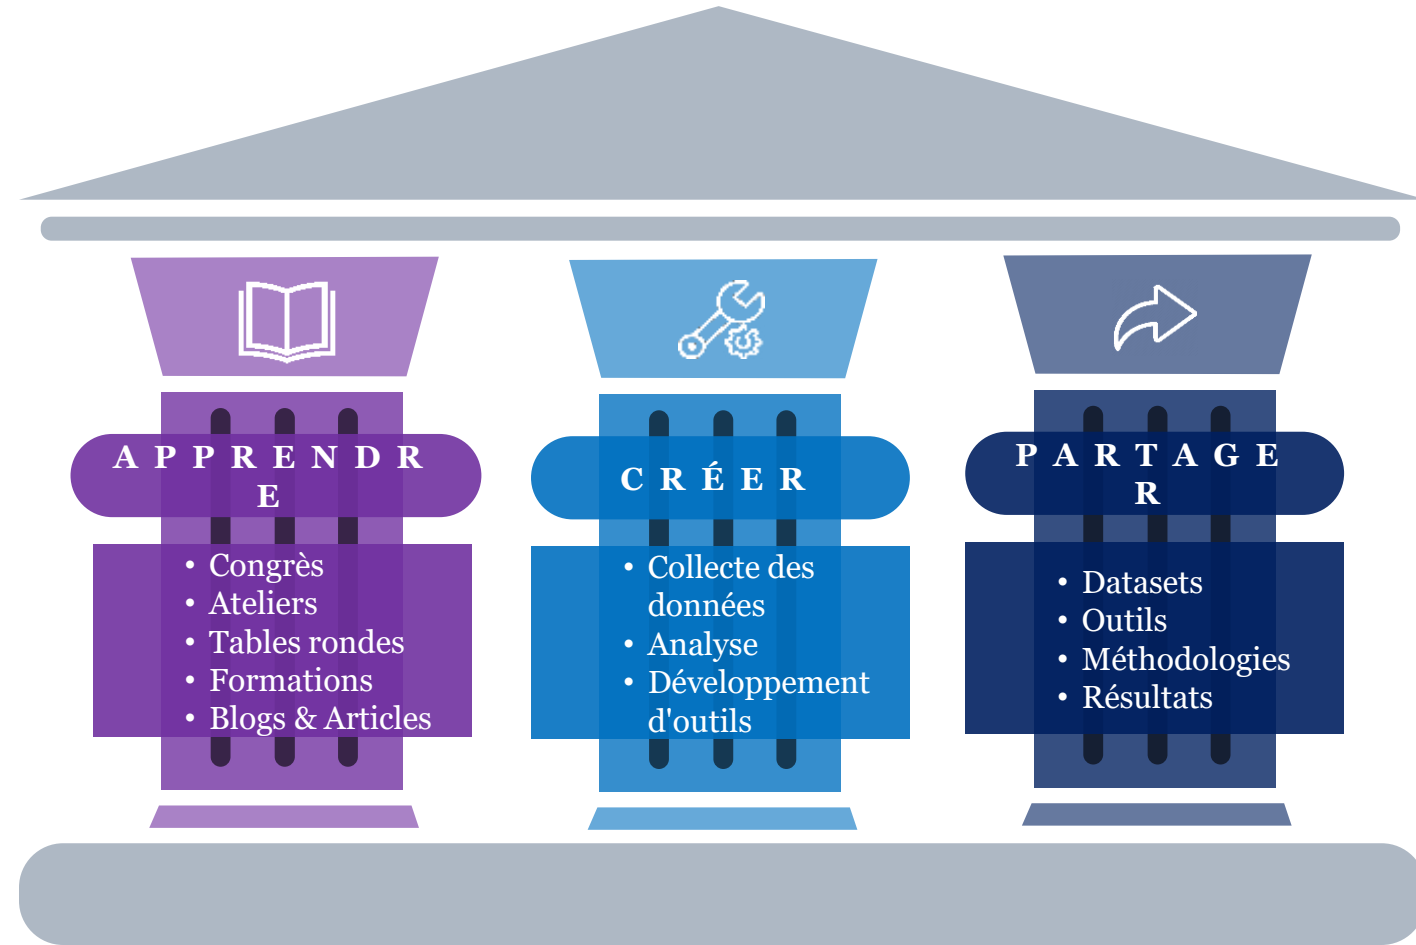 A P P R E N D R
E
• Congrès
• Ateliers
• Tables rondes
• Formations
• Blogs & Articles
C R É E R
• Collecte des
données
• Analyse
• Développement
d'outils
P A R T A G E
R
• Datasets
• Outils
• Méthodologies
• Résultats